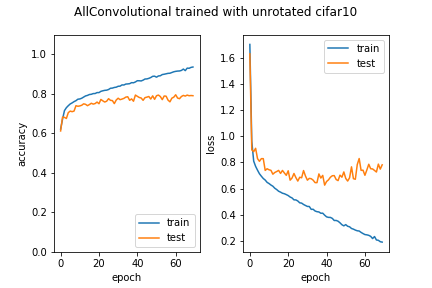 AllConvolutional trained with unrotated cifar10
accuracy
1.0
0.8
0.6
0.4
0.2
0.0
0
20
40
60
epoch
train
test
loss
1.6
1.4
1.2
1.0
0.8
0.6
0.4
0.2
0
20
40
60
epoch
train
test